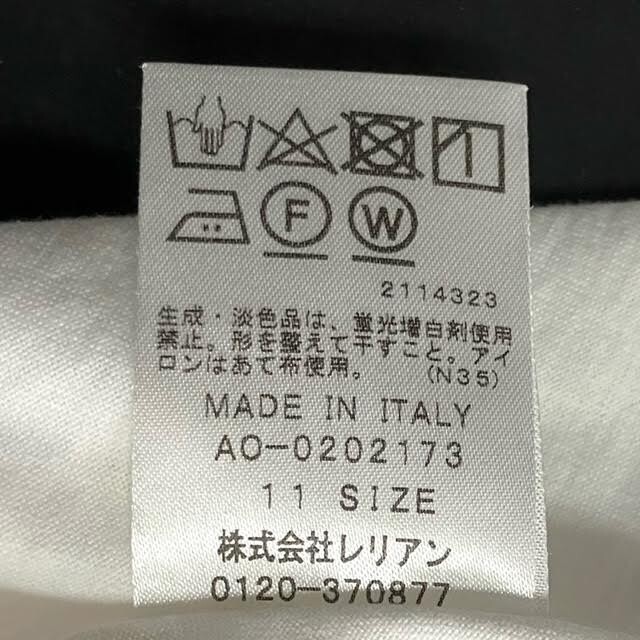 F W
2114323
生成・淡色品は、蛍光増白剤使用
禁止。形を整えて干すこと。アイ
ロンはあて布使用。 (N35)
MADE IN ITALY
AO-0202173
11 SIZE
株式会社レリアン
0120-370877